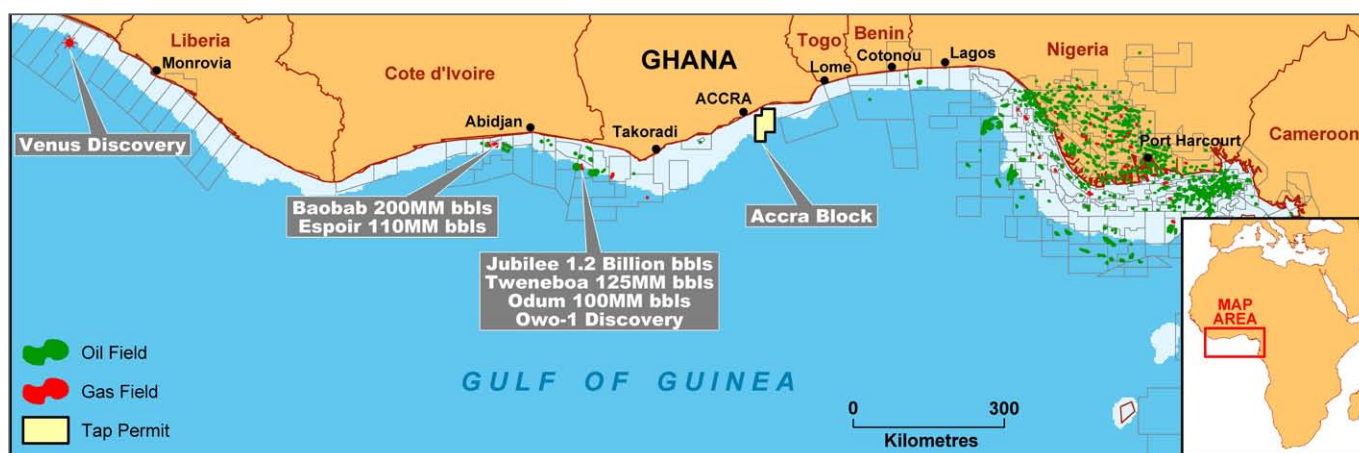 Liberia
Monrovia
Venus Discovery
Cote d'Ivoire
Abidjan
Baobab 200MM bbls
Espoir 110MM bbls
GHANA
ACCRA
Takoradi
Jubilee 1.2 Billion bbls
Tweneboa 125MM bbls
Odum 100MM bbls
Owo-1 Discovery
Accra Block
Togo
Lome
Benin
Cotonou
Lagos
Nigeria
Port Harcourt
Cameroon
GULF OF GUINEA
Oil Field
Gas Field
Tap Permit
0 300
Kilometres
MAP
AREA